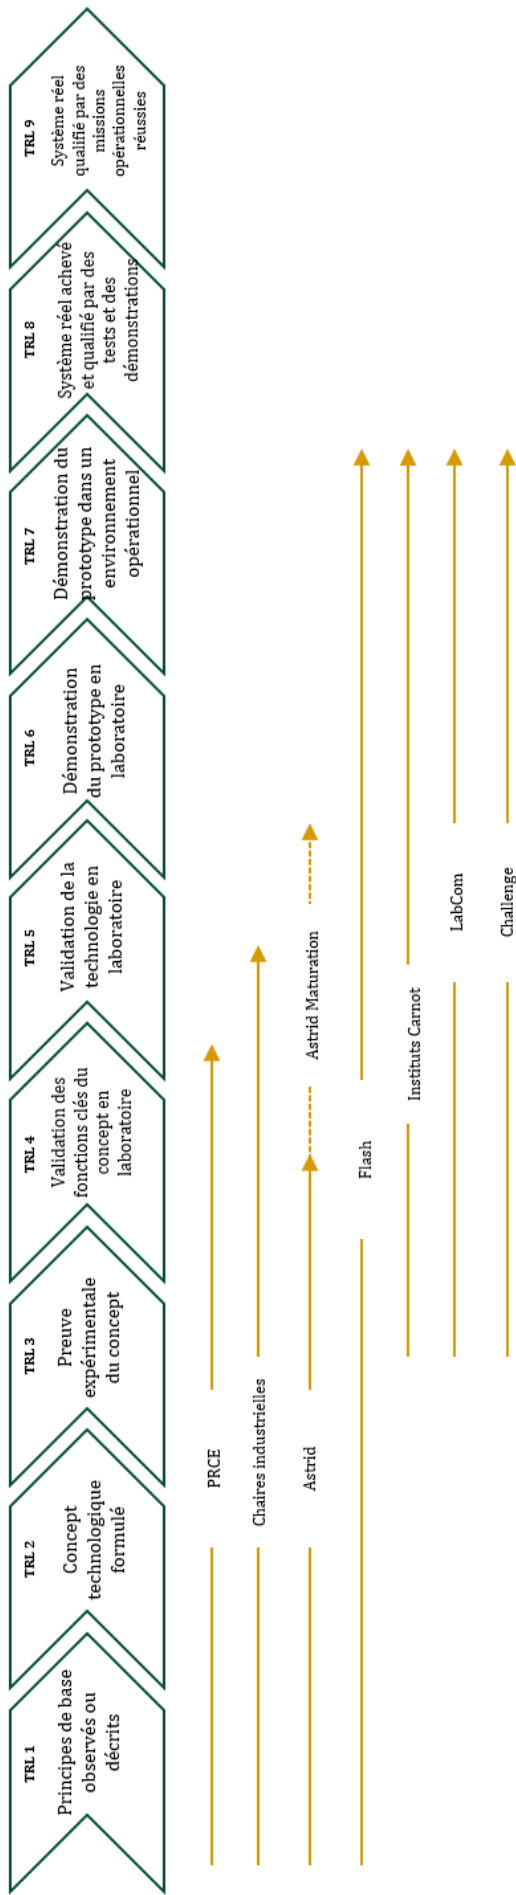 TRL 1
Principes de base
observés ou
décrits
TRL 2
Concept
technologique
formulé
TRL 3
Preuve
expérimentale
du concept
TRL 4
Validation des
fonctions clés du
concept en
laboratoire
TRL 5
Validation de la
technologie en
laboratoire
TRL 6
Démonstration
du prototype en
laboratoire
TRL 7
Démonstration du
prototype dans un
environnement
opérationnel
TRL 8
Système réel achevé
et qualifié par des
tests et des
démonstrations
TRL 9
Système réel
qualifié par des
missions
opérationnelles
réussies
PRCE
Chaires industrielles
Astrid
Astrid Maturation
Flash
Instituts Carnot
LabCom
Challenge